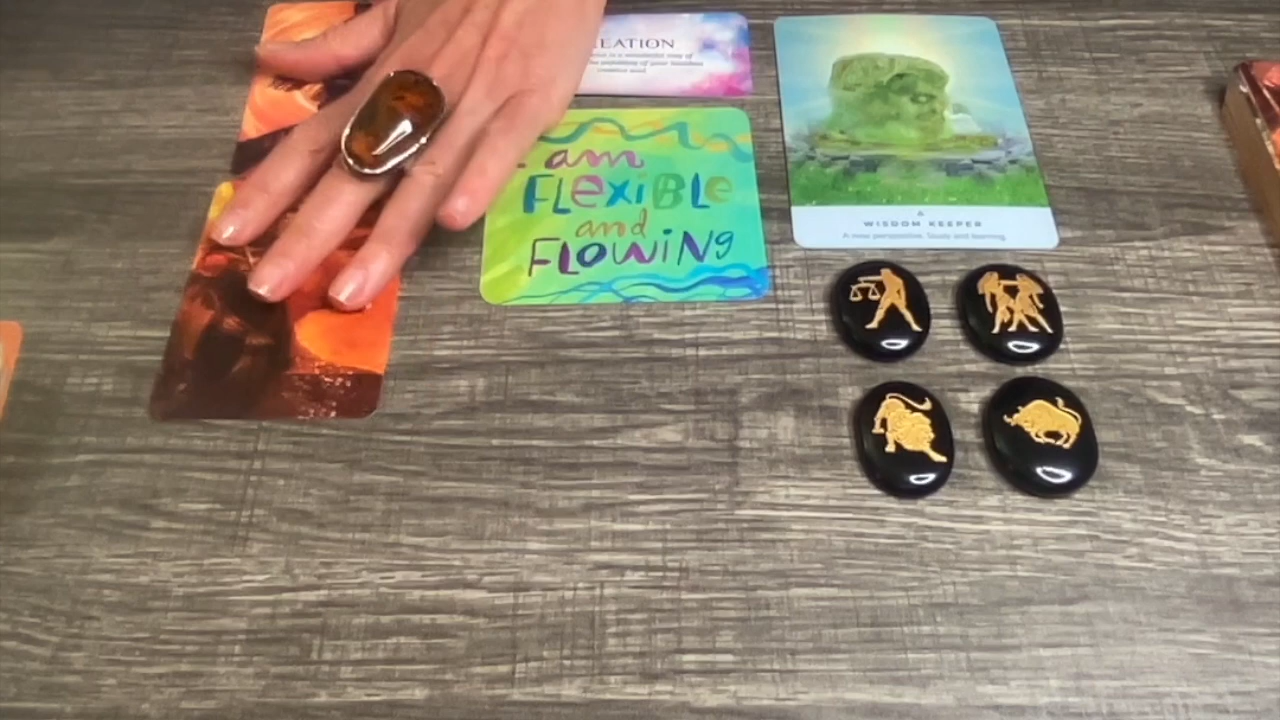 EATION
I am
FLEXIBLE
and
FLOWING
WISDOM KEEPER
A new perspective. Study and learning.